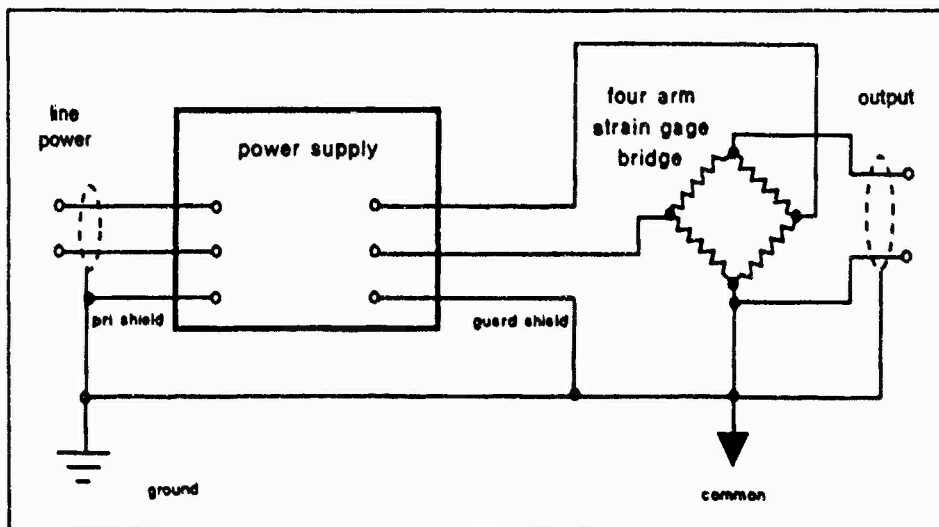 line
power
power supply
four arm
strain gage
bridge
output
pri shield
guard shield
ground
common